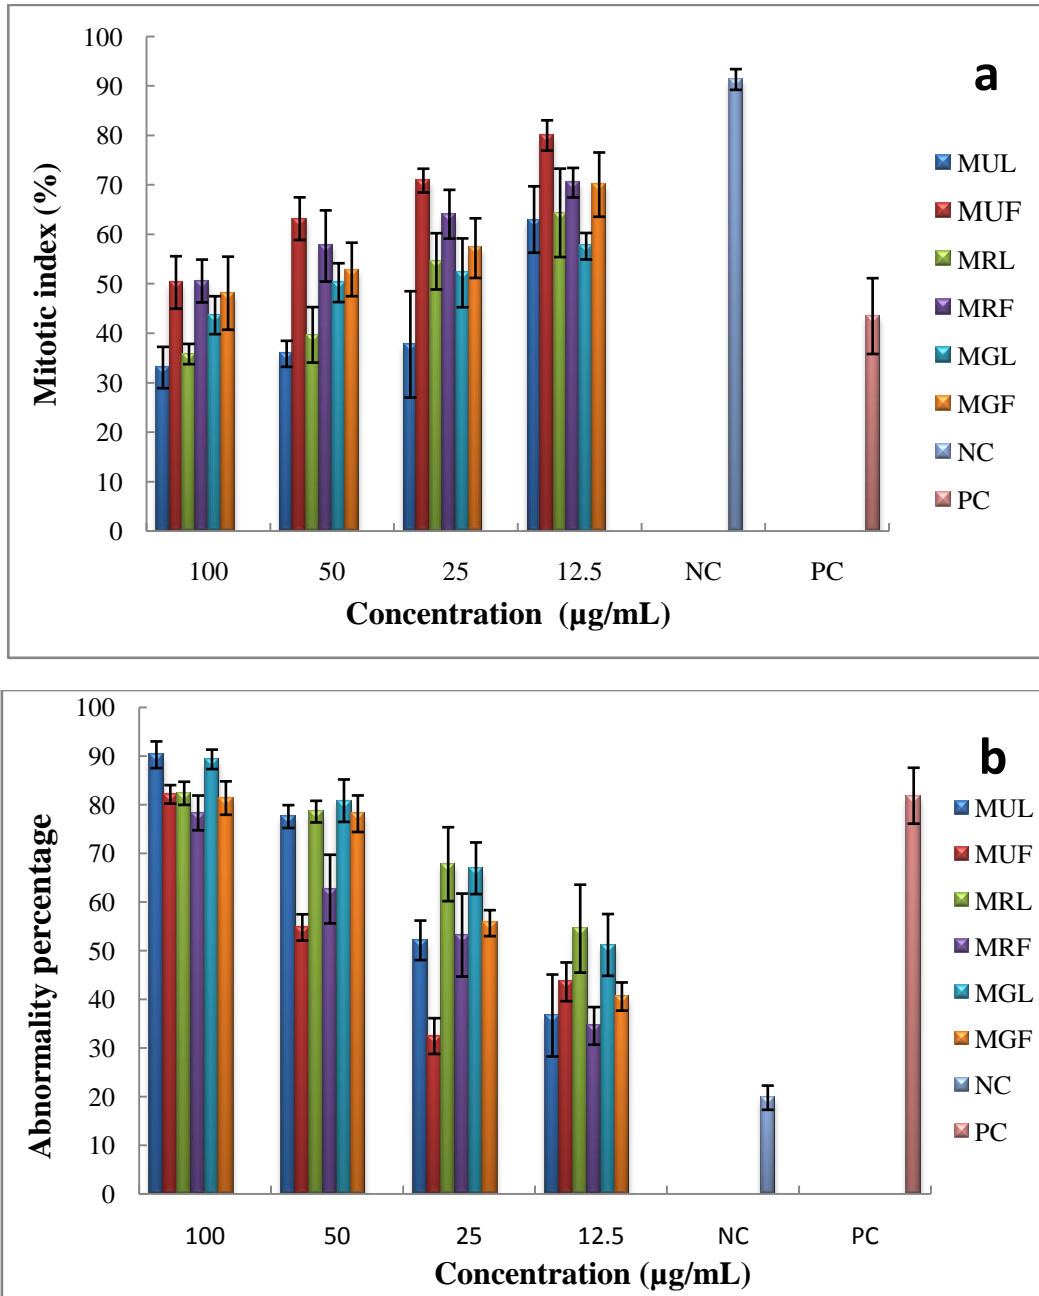 a
100
90
80
70
60
50
40
30
20
10
0
Mitotic index (%)
100 50 25 12.5 NC PC
Concentration (µg/mL)
MUL
MUF
MRL
MRF
MGL
MGF
NC
PC
b
100
90
80
70
60
50
40
30
20
10
0
Abnormality percentage
100 50 25 12.5 NC PC
Concentration (µg/mL)
MUL
MUF
MRL
MRF
MGL
MGF
NC
PC